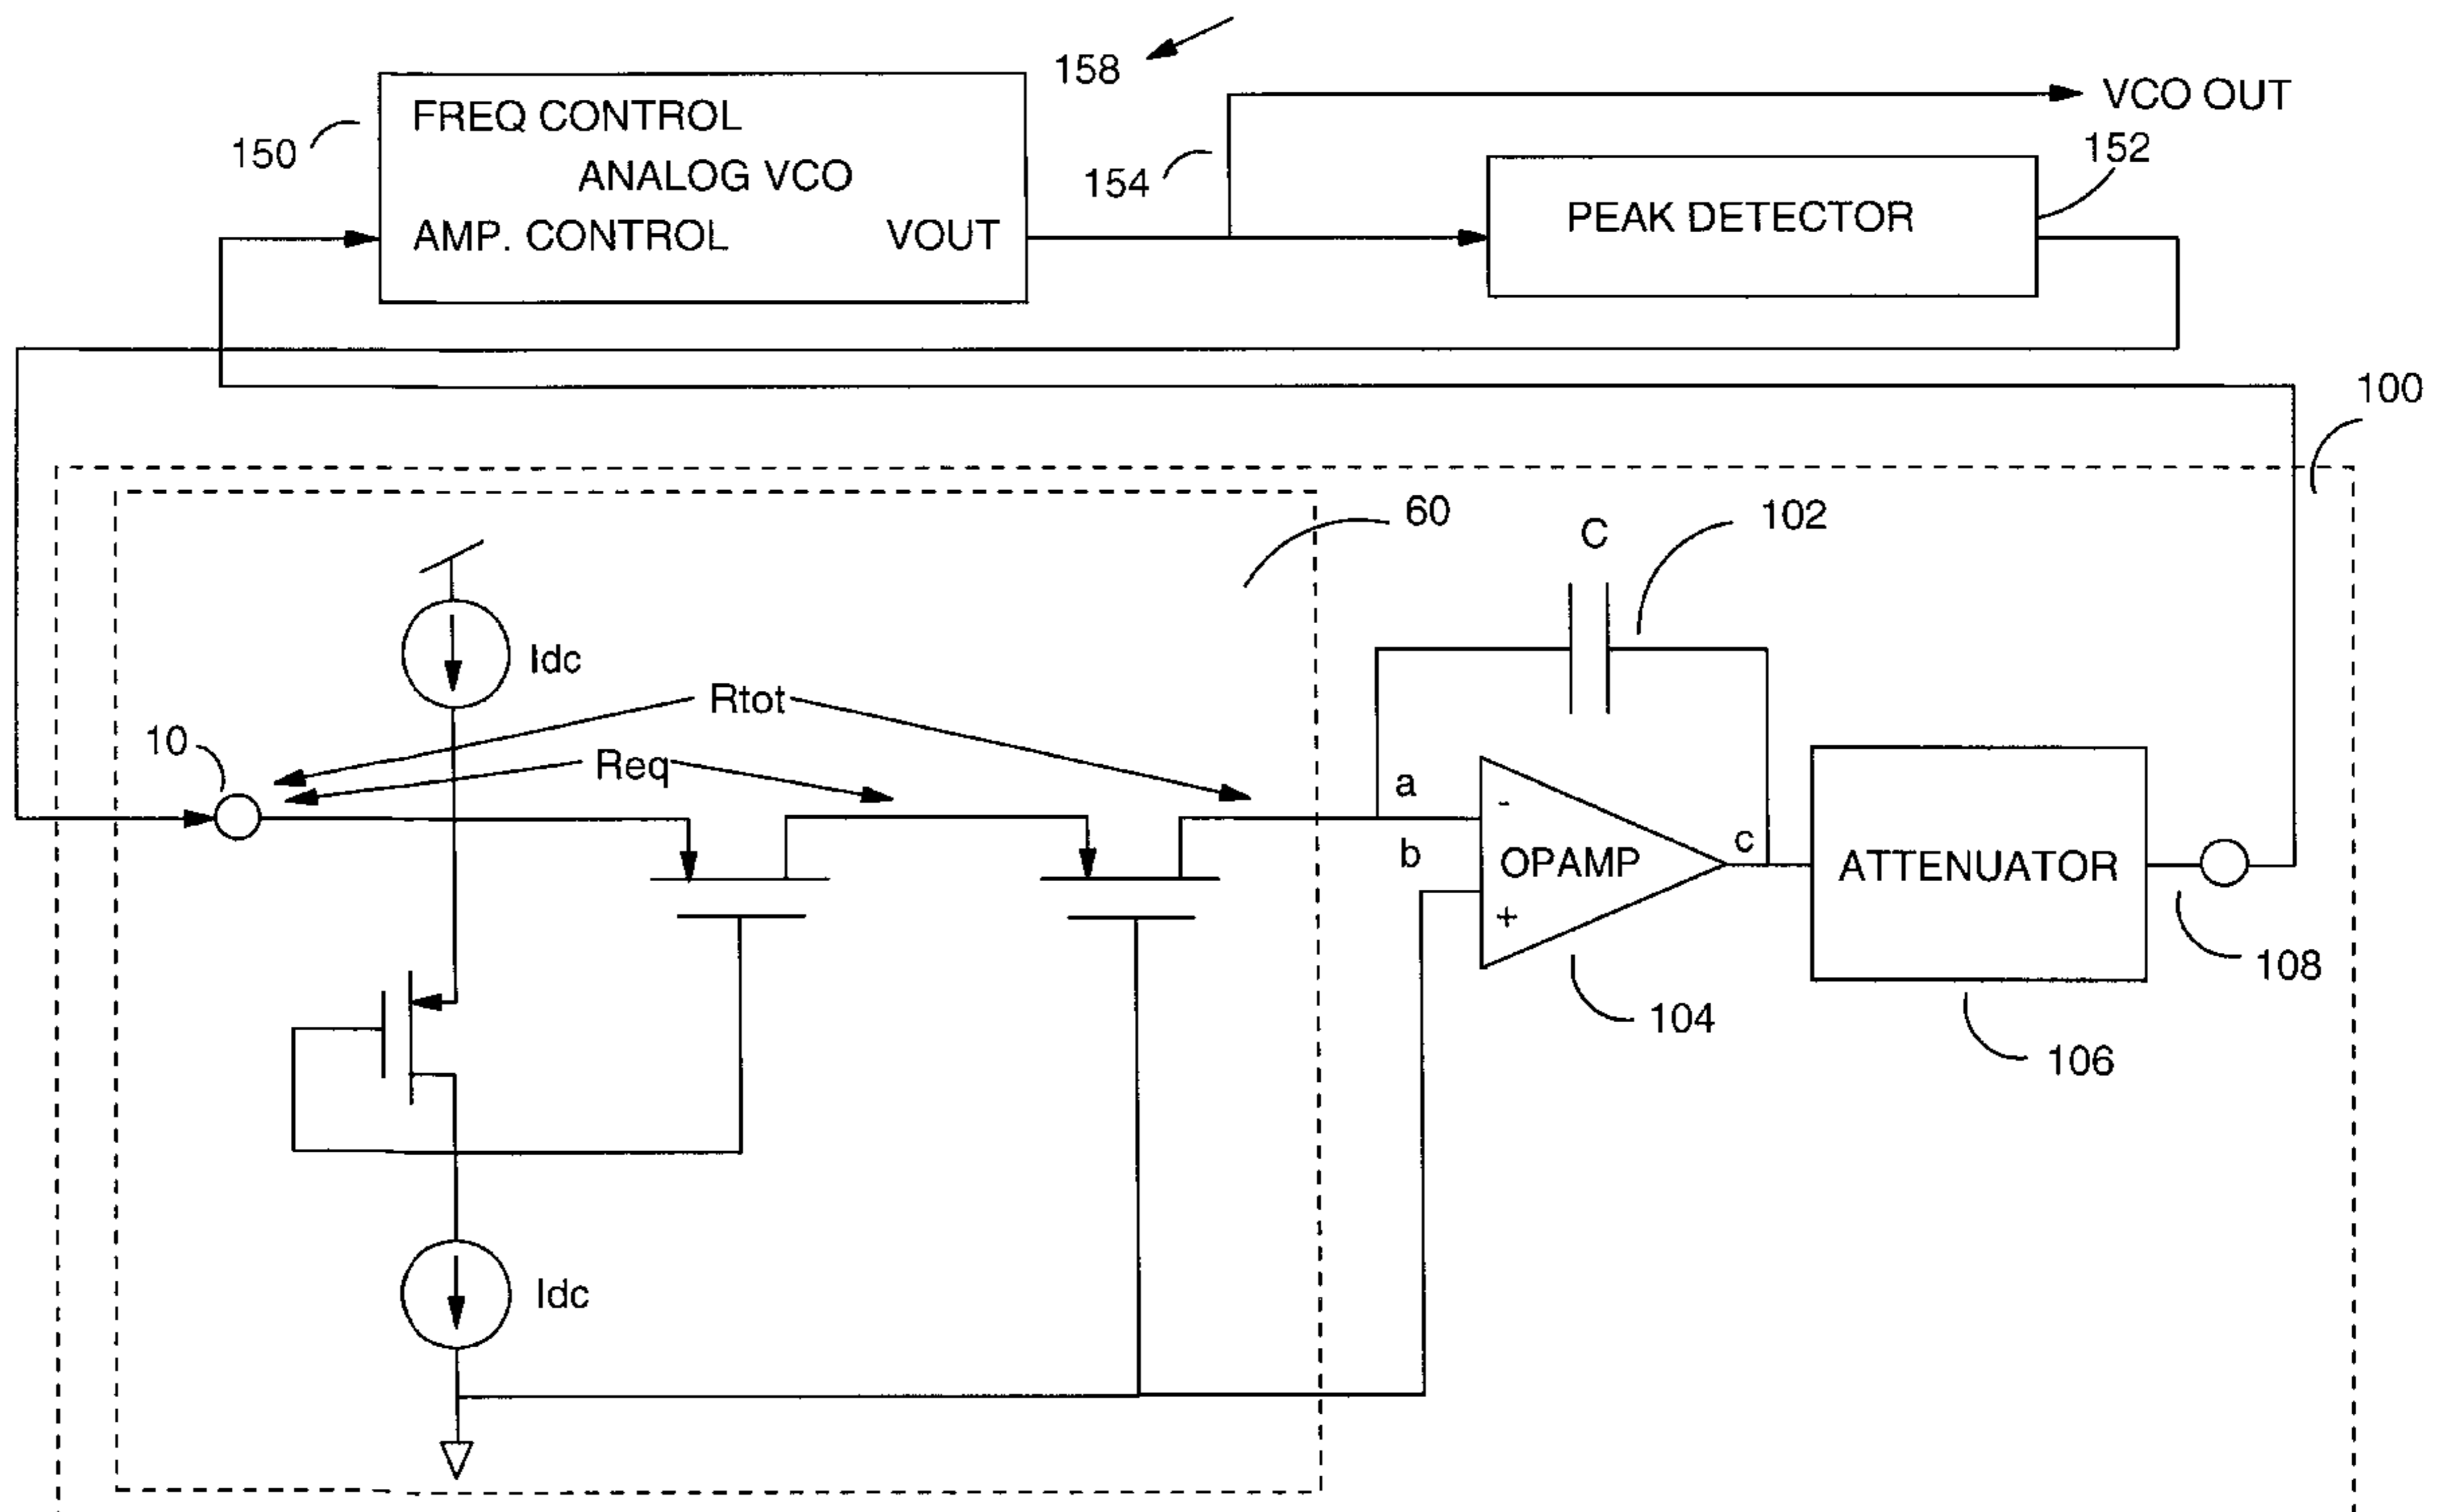 158
FREQ CONTROL
VCO OUT
150
ANALOG VCO
152
154
AMP. CONTROL
VOUT
PEAK DETECTOR
100
60
C
102
Idc
Rtot
10
Req
a
-
b
OPAMP
c
ATTENUATOR
+
108
104
106
Idc